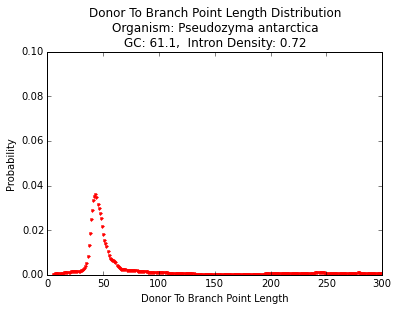 Donor To Branch Point Length Distribution
Organism: Pseudozyma antarctica
GC: 61.1,  Intron Density: 0.72
0.10
0.08
0.06
0.04
0.02
0.00
Probability
0 50 100 150 200 250 300
Donor To Branch Point Length